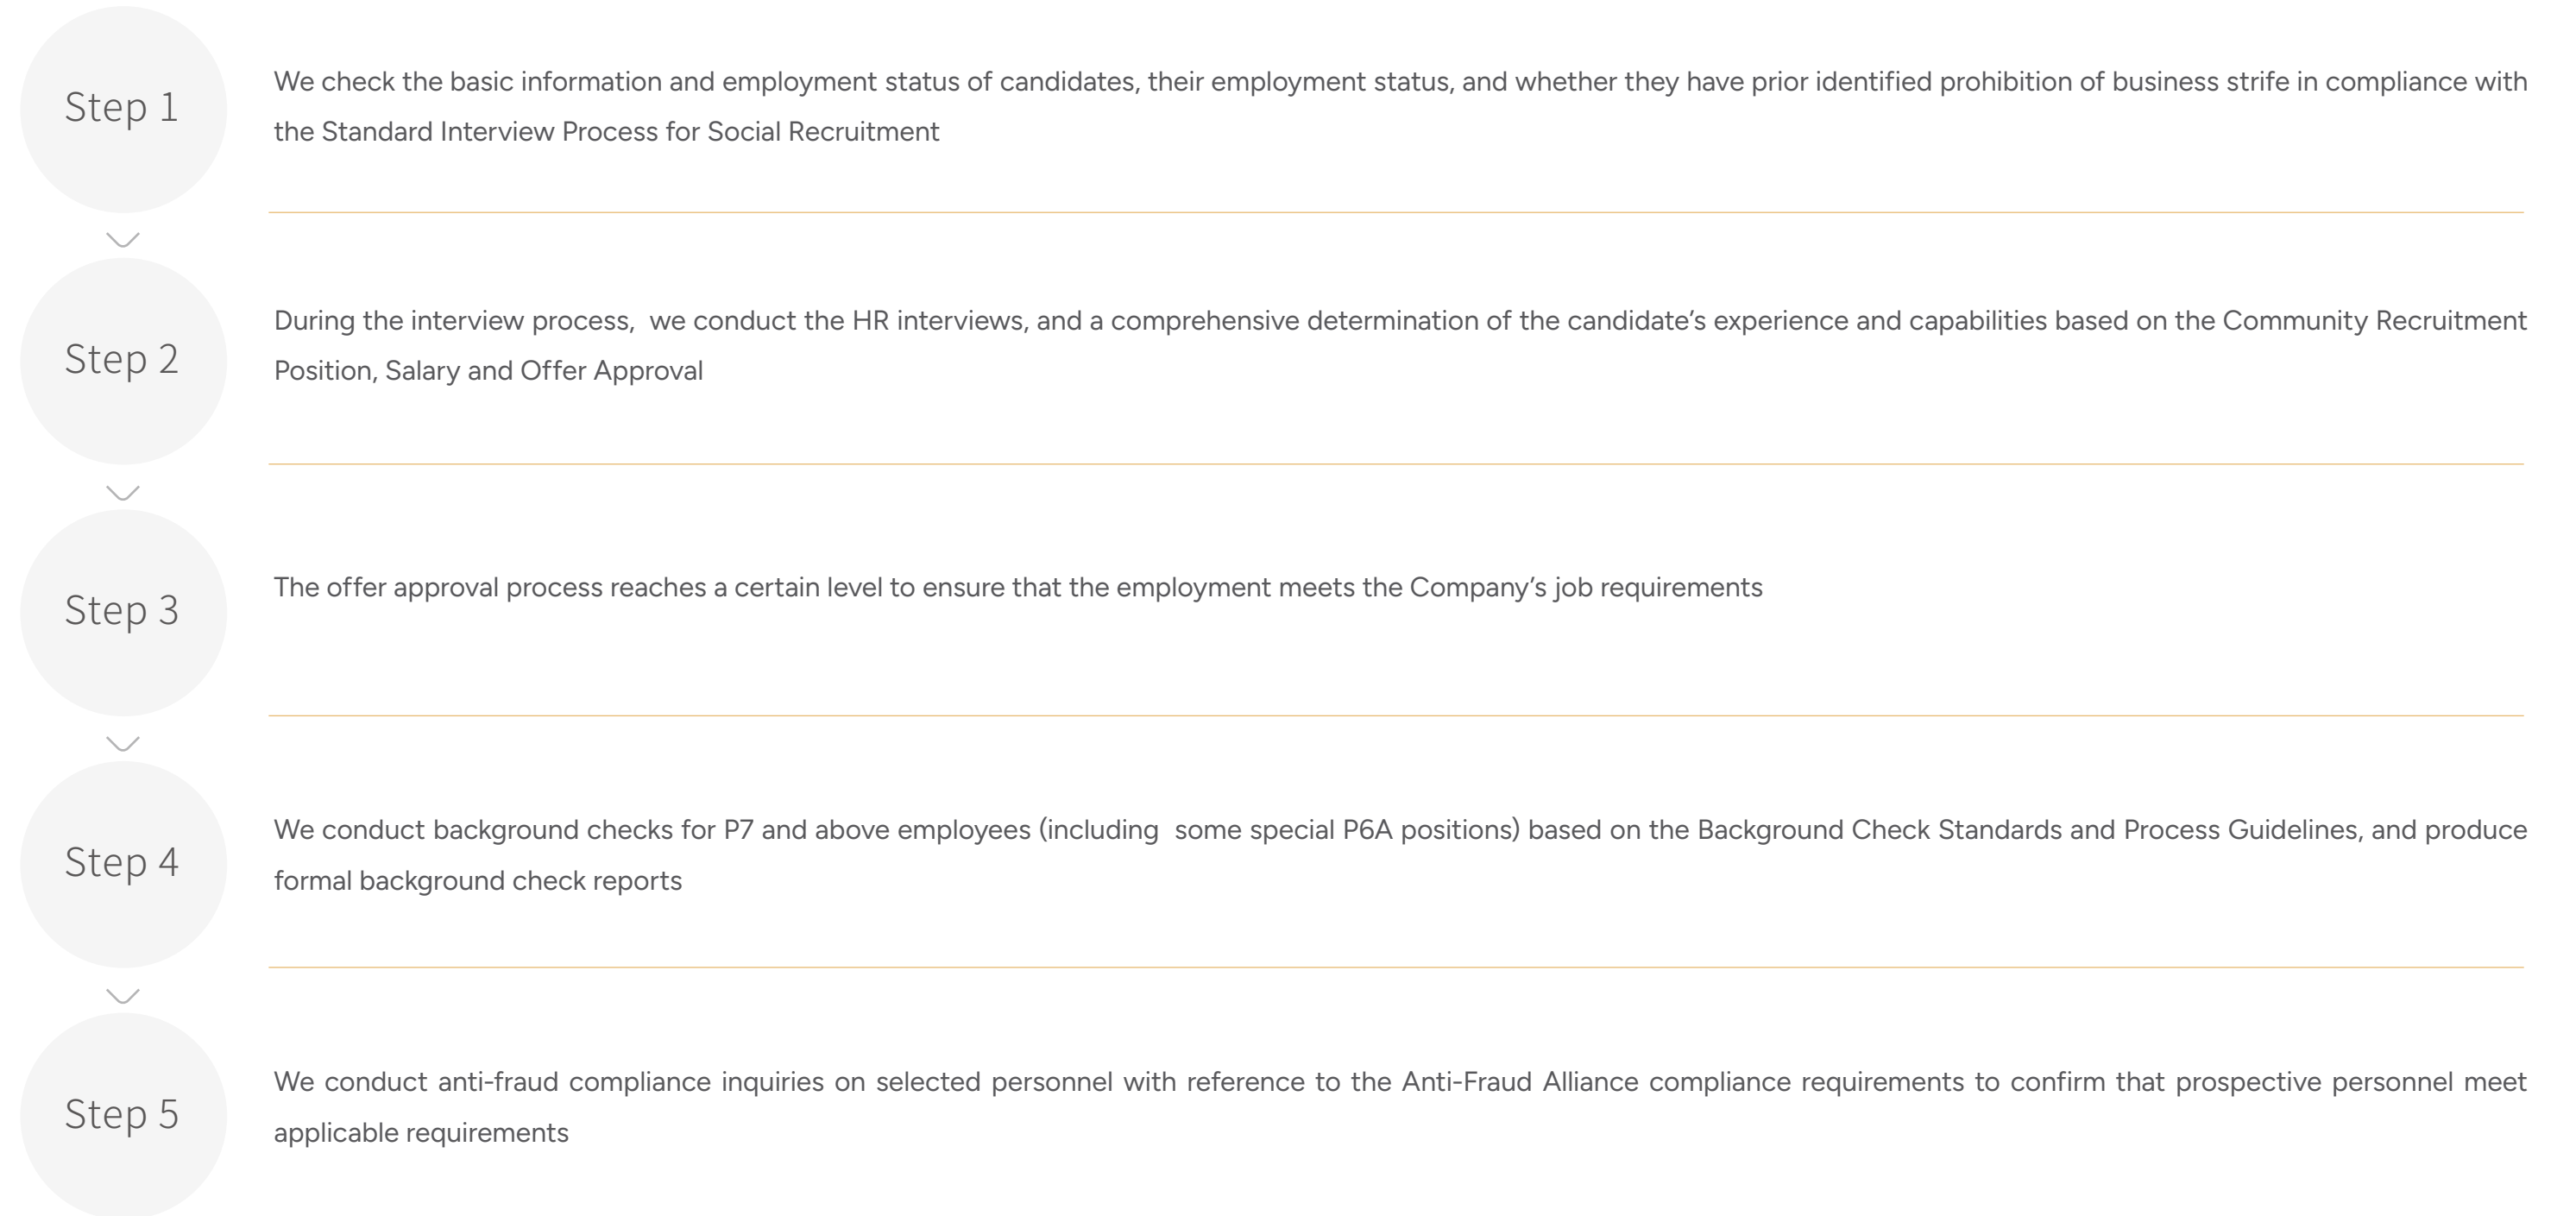 Step 1
We check the basic information and employment status of candidates, their employment status, and whether they have prior identified prohibition of business strife in compliance with
the Standard Interview Process for Social Recruitment
Step 2
During the interview process,  we conduct the HR interviews, and a comprehensive determination of the candidate’s experience and capabilities based on the Community Recruitment
Position, Salary and Offer Approval
Step 3
The offer approval process reaches a certain level to ensure that the employment meets the Company’s job requirements
Step 4
We conduct background checks for P7 and above employees (including  some special P6A positions) based on the Background Check Standards and Process Guidelines, and produce
formal background check reports
Step 5
We conduct anti-fraud compliance inquiries on selected personnel with reference to the Anti-Fraud Alliance compliance requirements to confirm that prospective personnel meet
applicable requirements